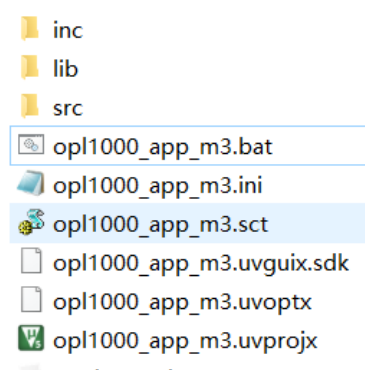 inc
lib
src
opl1000_app_m3.bat
opl1000_app_m3.ini
opl1000_app_m3.sct
opl1000_app_m3.uvguix.sdk
opl1000_app_m3.uvoptx
opl1000_app_m3.uvprojx